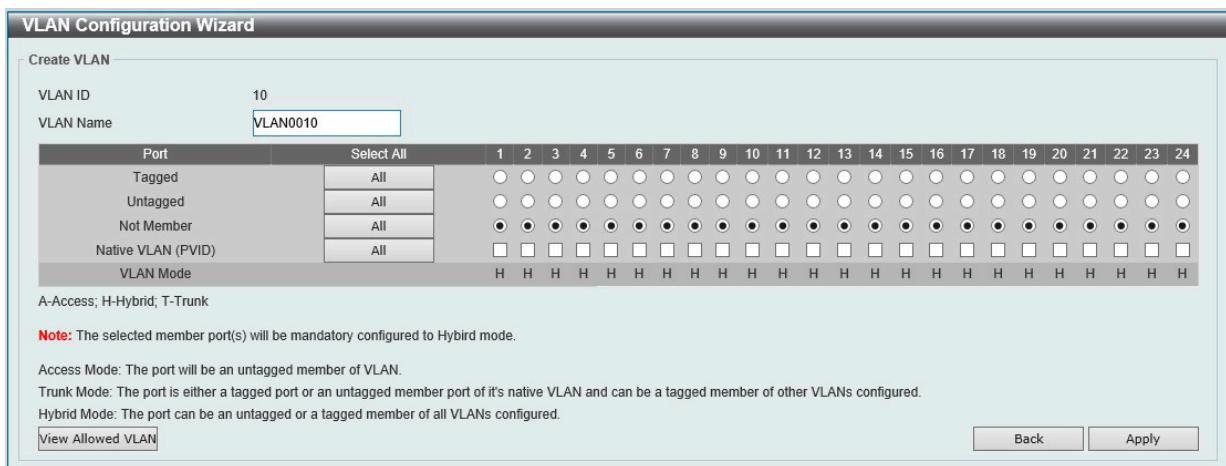 VLAN Configuration Wizard
Create VLAN
VLAN ID 10
VLAN Name VLAN0010
Port Select All 1 2 3 4 5 6 7 8 9 10 11 12 13 14 15 16 17 18 19 20 21 22 23 24
Tagged All
Untagged All
Not Member All
Native VLAN (PVID) All
VLAN Mode H H H H H H H H H H H H H H H H H H H H H H H H
A-Access; H-Hybrid; T-Trunk
Note: The selected member port(s) will be mandatory configured to Hybird mode.
Access Mode: The port will be an untagged member of VLAN.
Trunk Mode: The port is either a tagged port or an untagged member port of it's native VLAN and can be a tagged member of other VLANs configured.
Hybrid Mode: The port can be an untagged or a tagged member of all VLANs configured.
View Allowed VLAN Back Apply